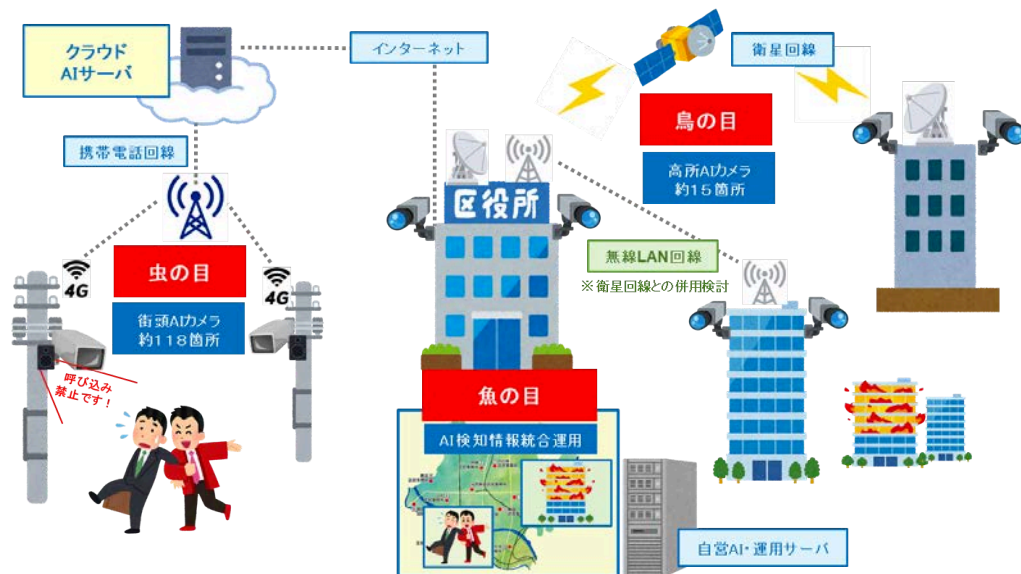 クラウド
AIサーバ
インターネット
衛星回線
鳥の目
高所AIカメラ
約15箇所
携帯電話回線
区役所
無線LAN回線
※衛星回線との併用検討
虫の目
4G
4G
街頭AIカメラ
約118箇所
呼び込み
禁止です！
魚の目
AI検知情報統合運用
自営AI・運用サーバ